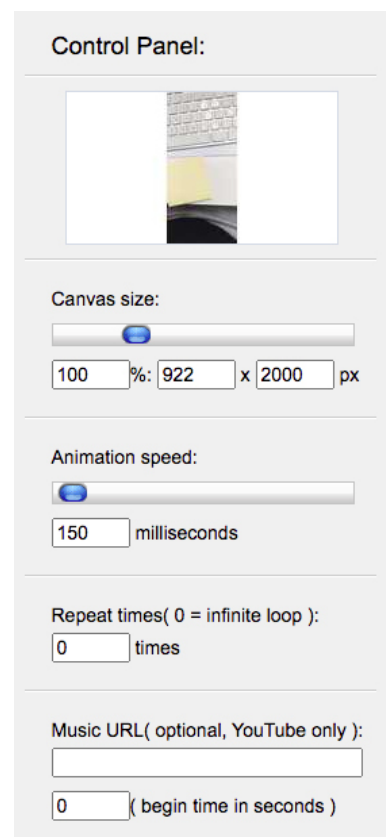 Control Panel:
Canvas size:
100 %: 922 x 2000 px
Animation speed:
150 milliseconds
Repeat times( 0 = infinite loop ):
0 times
Music URL( optional, YouTube only ):
0 ( begin time in seconds )